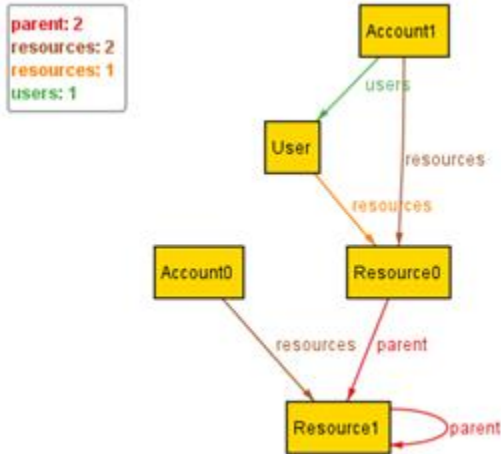 parent: 2
resources: 2
resources: 1
users: 1
Account1
users
User
resources
resources
Account0
Resource0
resources
parent
Resource1
parent